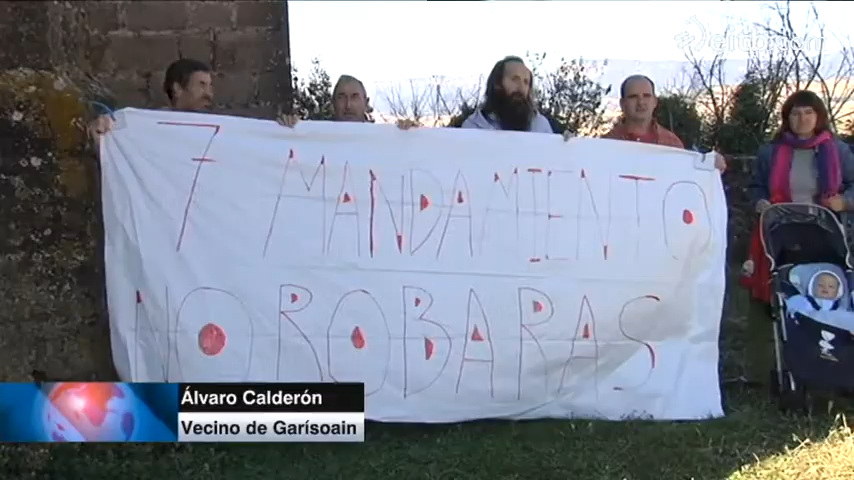 7 MANDAMIENTO
NO ROBARAS
Álvaro Calderón
Vecino de Garísoain